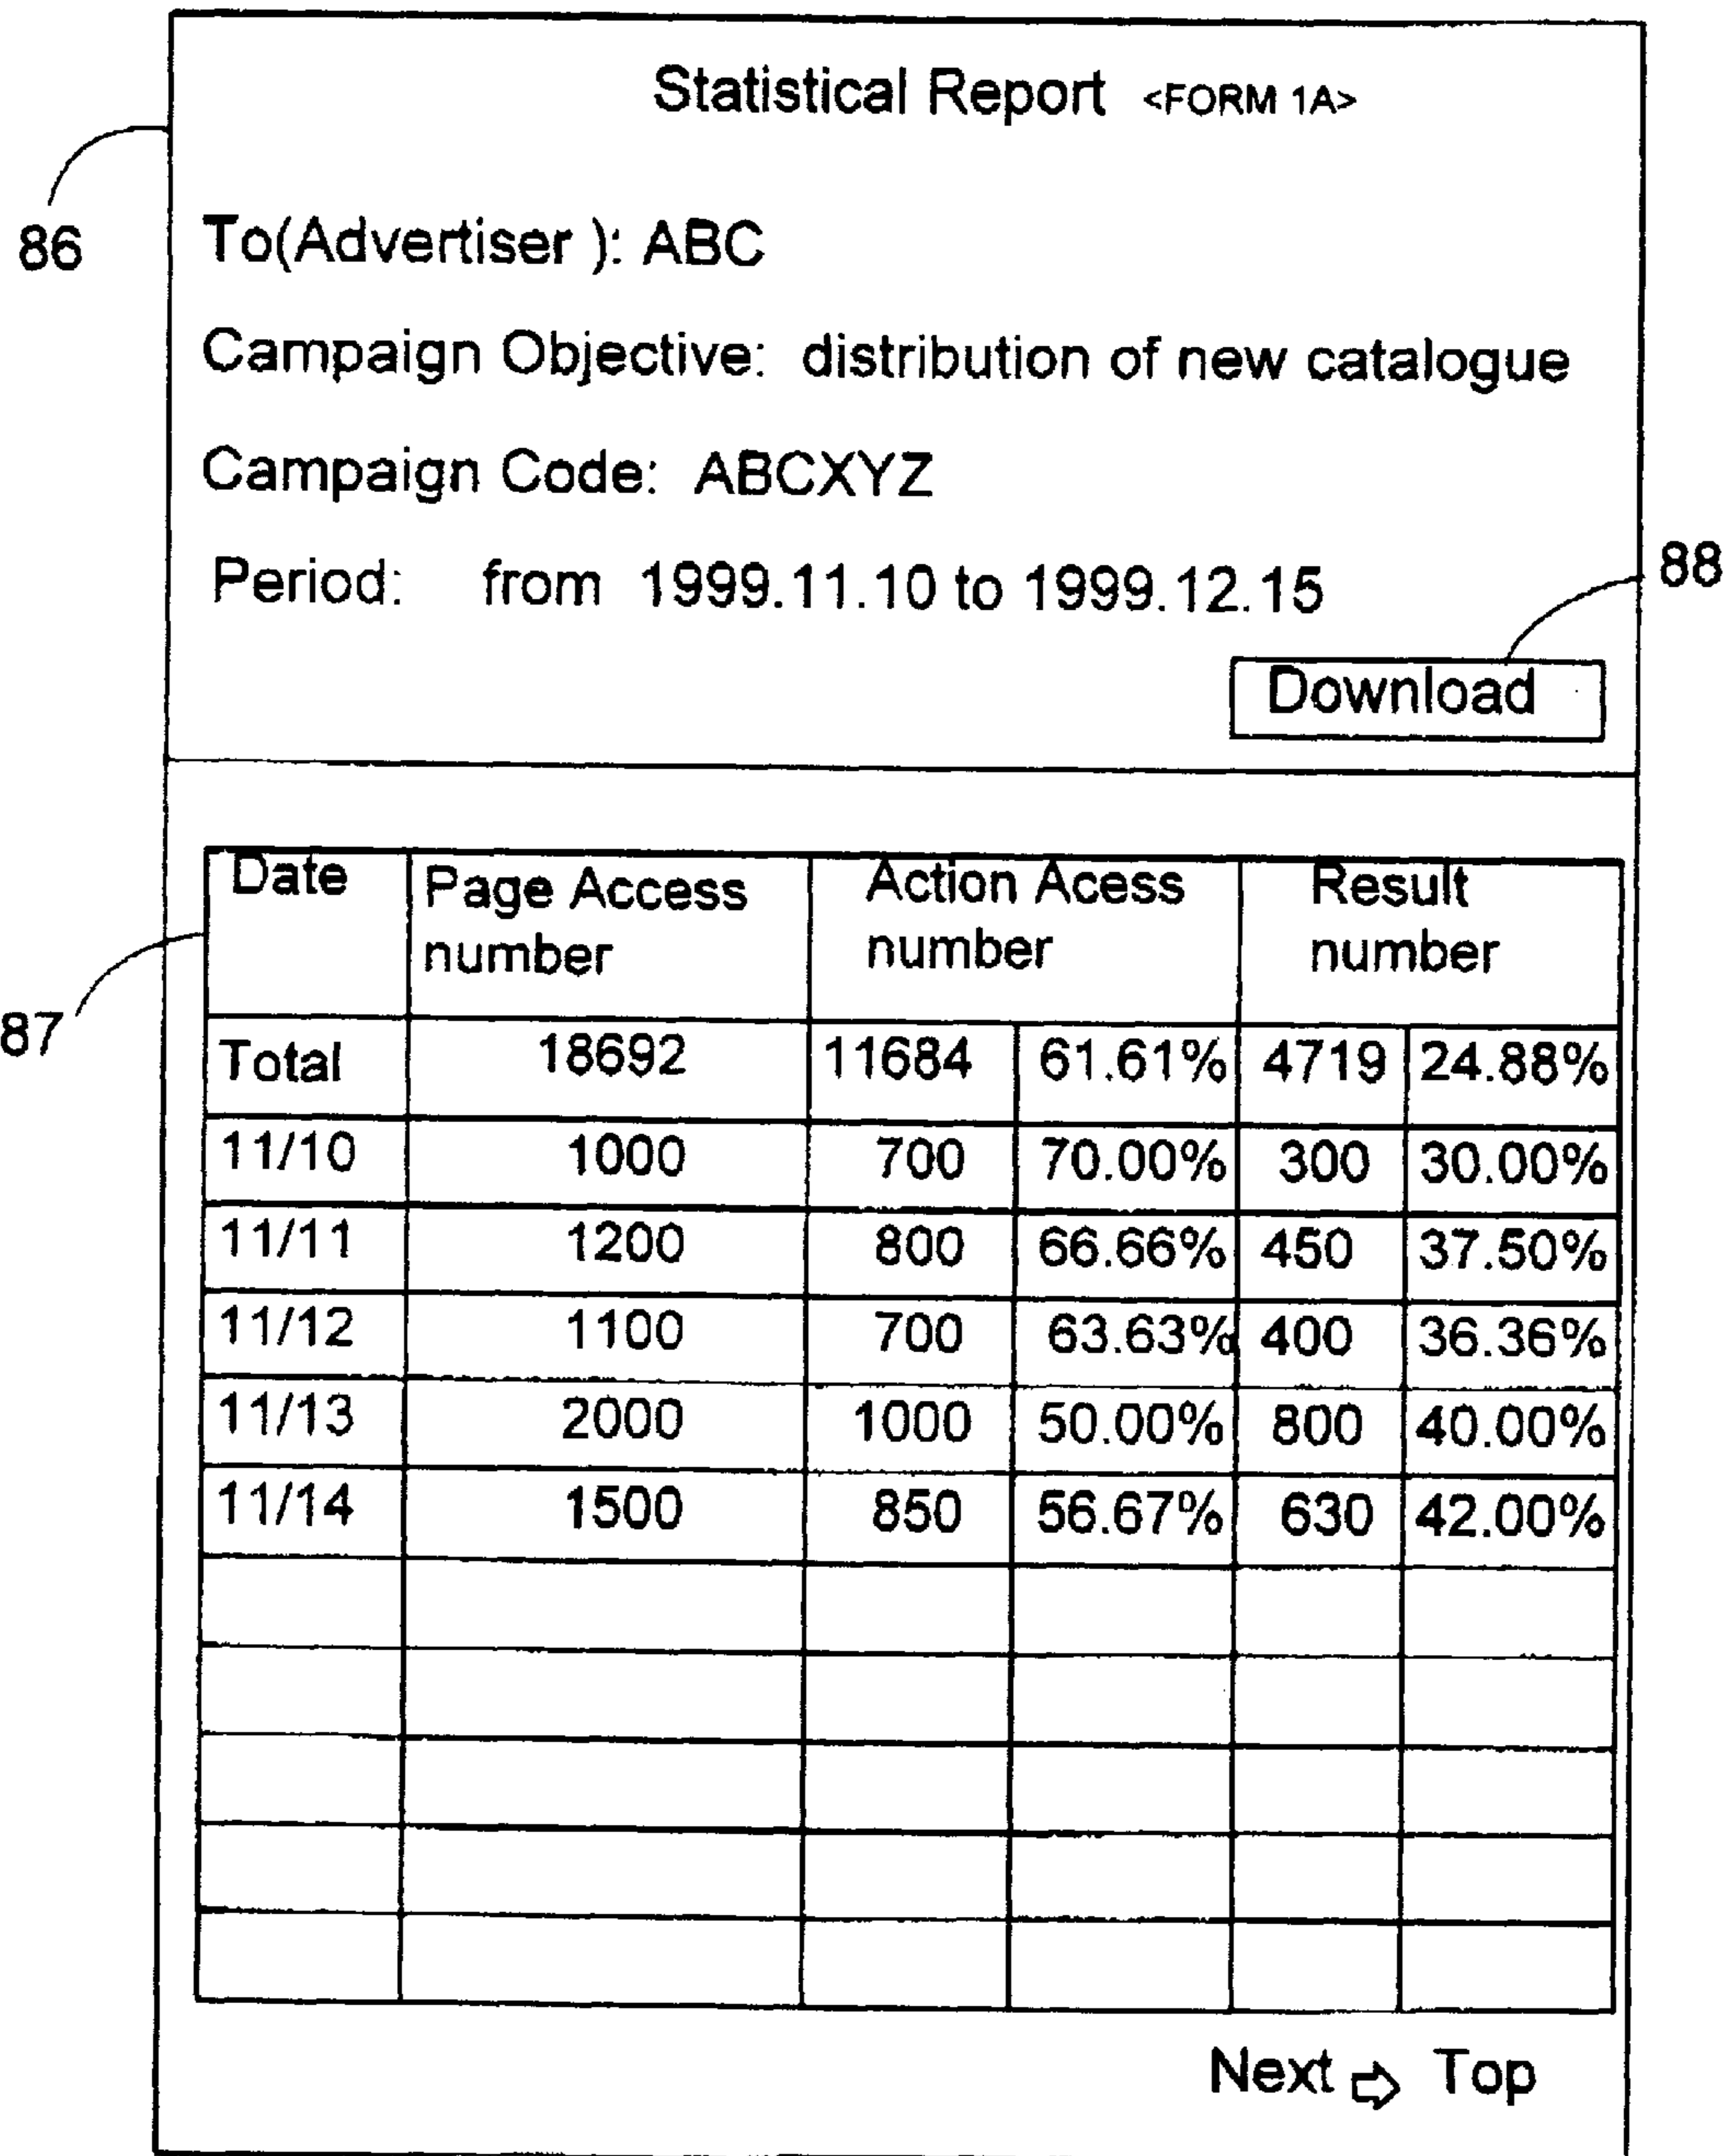 Statistical Report <FORM 1A>
86
To(Advertiser ): ABC
Campaign Objective: distribution of new catalogue
Campaign Code: ABCXYZ
Period: from 1999.11.10 to 1999.12.15
88
Download
Date Page Access number Action Acess number Result number
87
Total 18692 11684 61.61% 4719 24.88%
11/10 1000 700 70.00% 300 30.00%
11/11 1200 800 66.66% 450 37.50%
11/12 1100 700 63.63% 400 36.36%
11/13 2000 1000 50.00% 800 40.00%
11/14 1500 850 56.67% 630 42.00%
Next ⇨ Top